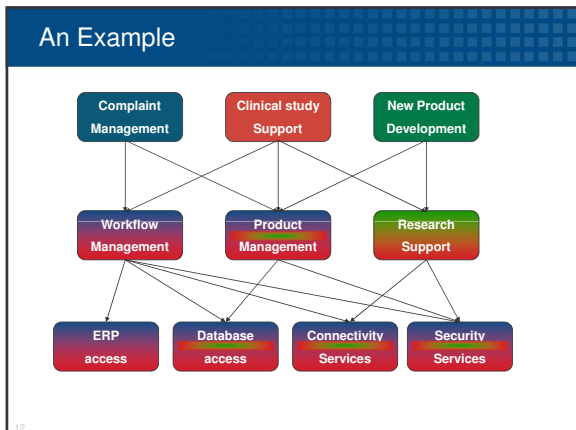 An Example
Complaint
Management
Clinical study
Support
New Product
Development
Workflow
Management
Product
Management
Research
Support
ERP
access
Database
access
Connectivity
Services
Security
Services
12